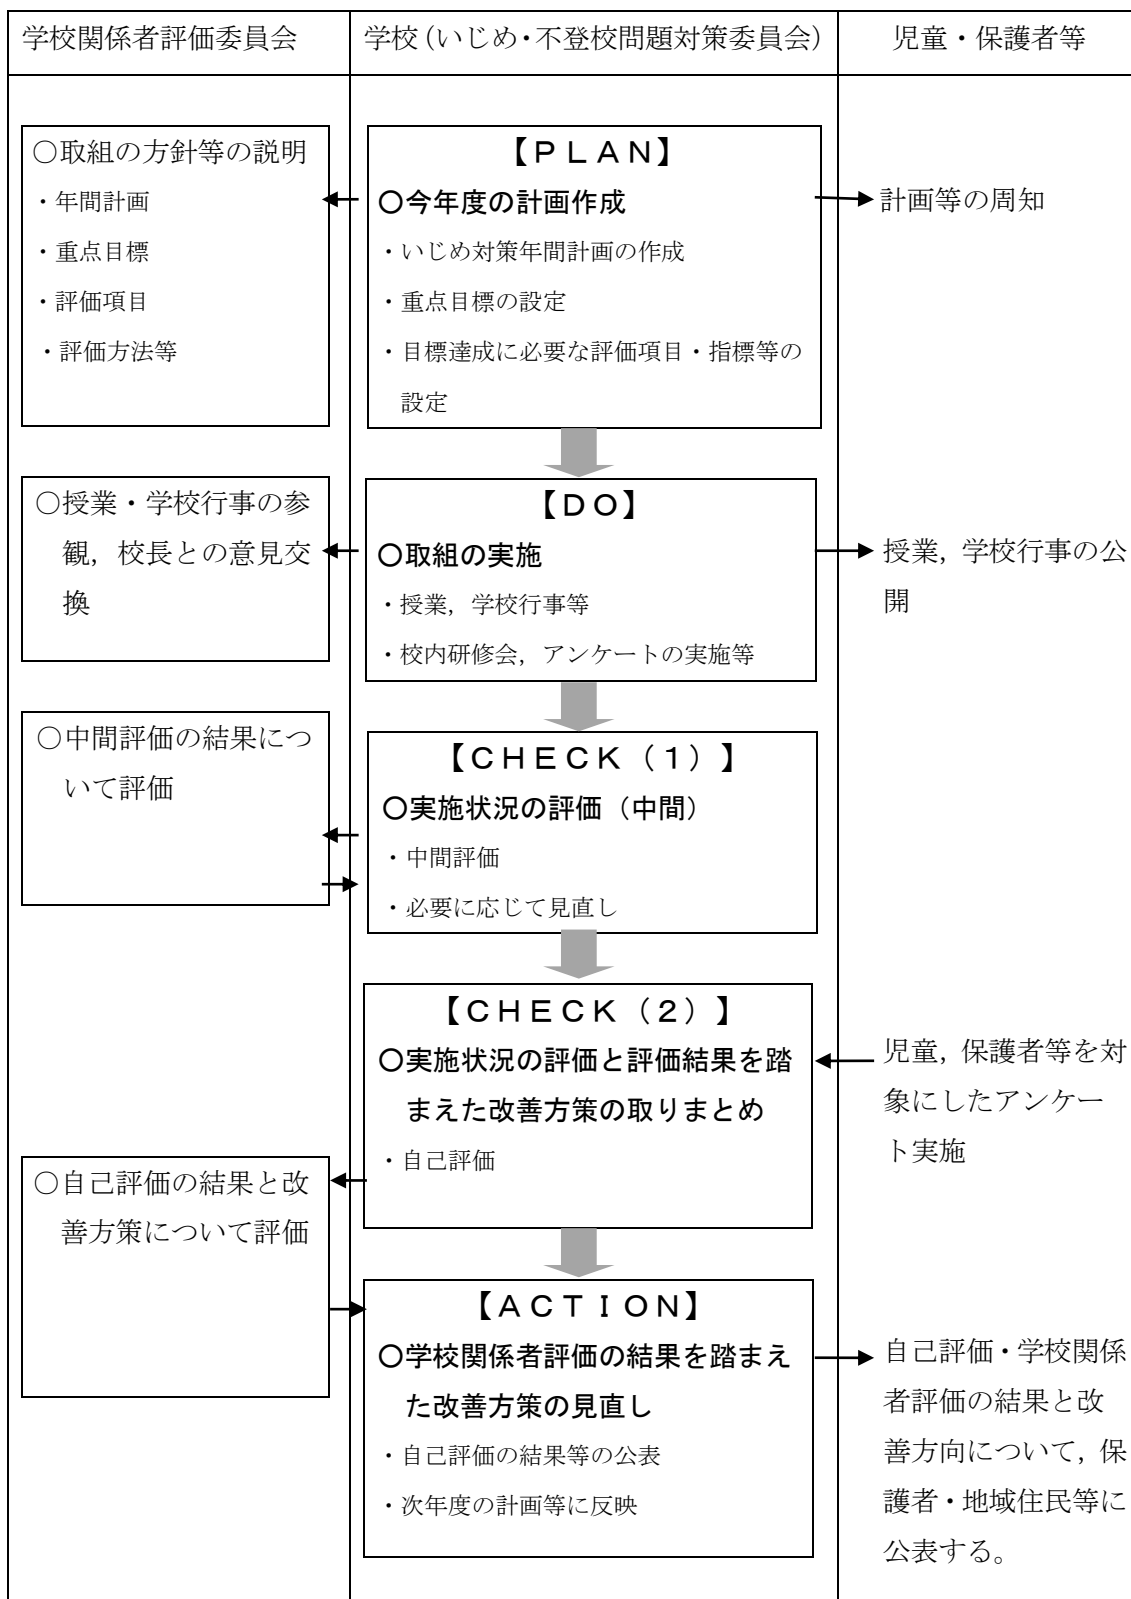 学校関係者評価委員会
学校(いじめ・不登校問題対策委員会)
児童・保護者等
○取組の方針等の説明
・年間計画
・重点目標
・評価項目
・評価方法等
【ＰＬＡＮ】
○今年度の計画作成
・いじめ対策年間計画の作成
・重点目標の設定
・目標達成に必要な評価項目・指標等の
設定
計画等の周知
○授業・学校行事の参
観，校長との意見交
換
【ＤＯ】
○取組の実施
・授業，学校行事等
・校内研修会，アンケートの実施等
授業，学校行事の公
開
○中間評価の結果につ
いて評価
【ＣＨＥＣＫ（１）】
○実施状況の評価（中間）
・中間評価
・必要に応じて見直し
【ＣＨＥＣＫ（２）】
○実施状況の評価と評価結果を踏
まえた改善方策の取りまとめ
・自己評価
児童，保護者等を対
象にしたアンケー
ト実施
○自己評価の結果と改
善方策について評価
【ＡＣＴＩＯＮ】
○学校関係者評価の結果を踏まえ
た改善方策の見直し
・自己評価の結果等の公表
・次年度の計画等に反映
自己評価・学校関係
者評価の結果と改
善方向について，保
護者・地域住民等に
公表する。